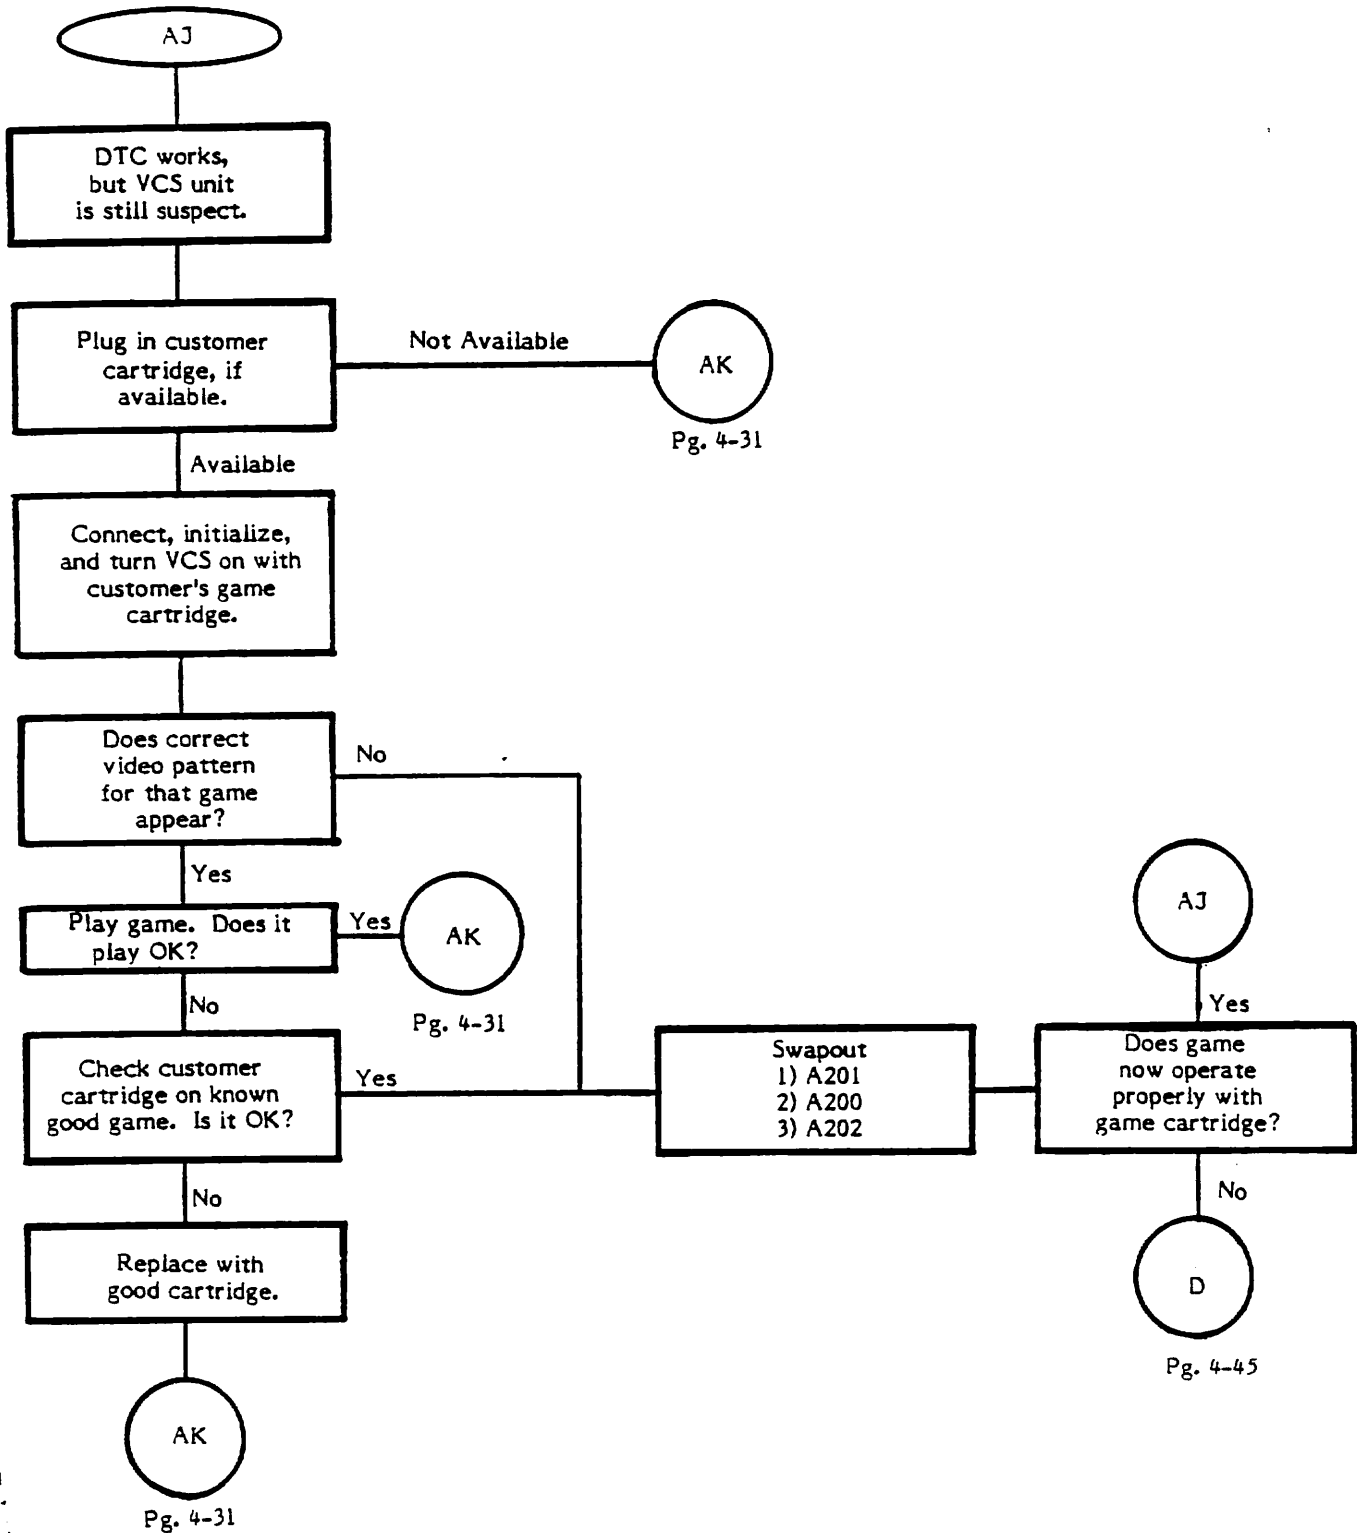 AJ
DTC works,
but VCS unit
is still suspect.
Plug in customer
cartridge, if
available.
Not Available
AK
Pg. 4-31
Available
Connect, initialize,
and turn VCS on with
customer's game
cartridge.
Does correct
video pattern
for that game
appear?
No
Yes
Play game. Does it
play OK?
Yes
AK
Pg. 4-31
No
Check customer
cartridge on known
good game. Is it OK?
Yes
Swapout
1) A201
2) A200
3) A202
AJ
Yes
Does game
now operate
properly with
game cartridge?
No
D
Pg. 4-45
No
Replace with
good cartridge.
AK
Pg. 4-31